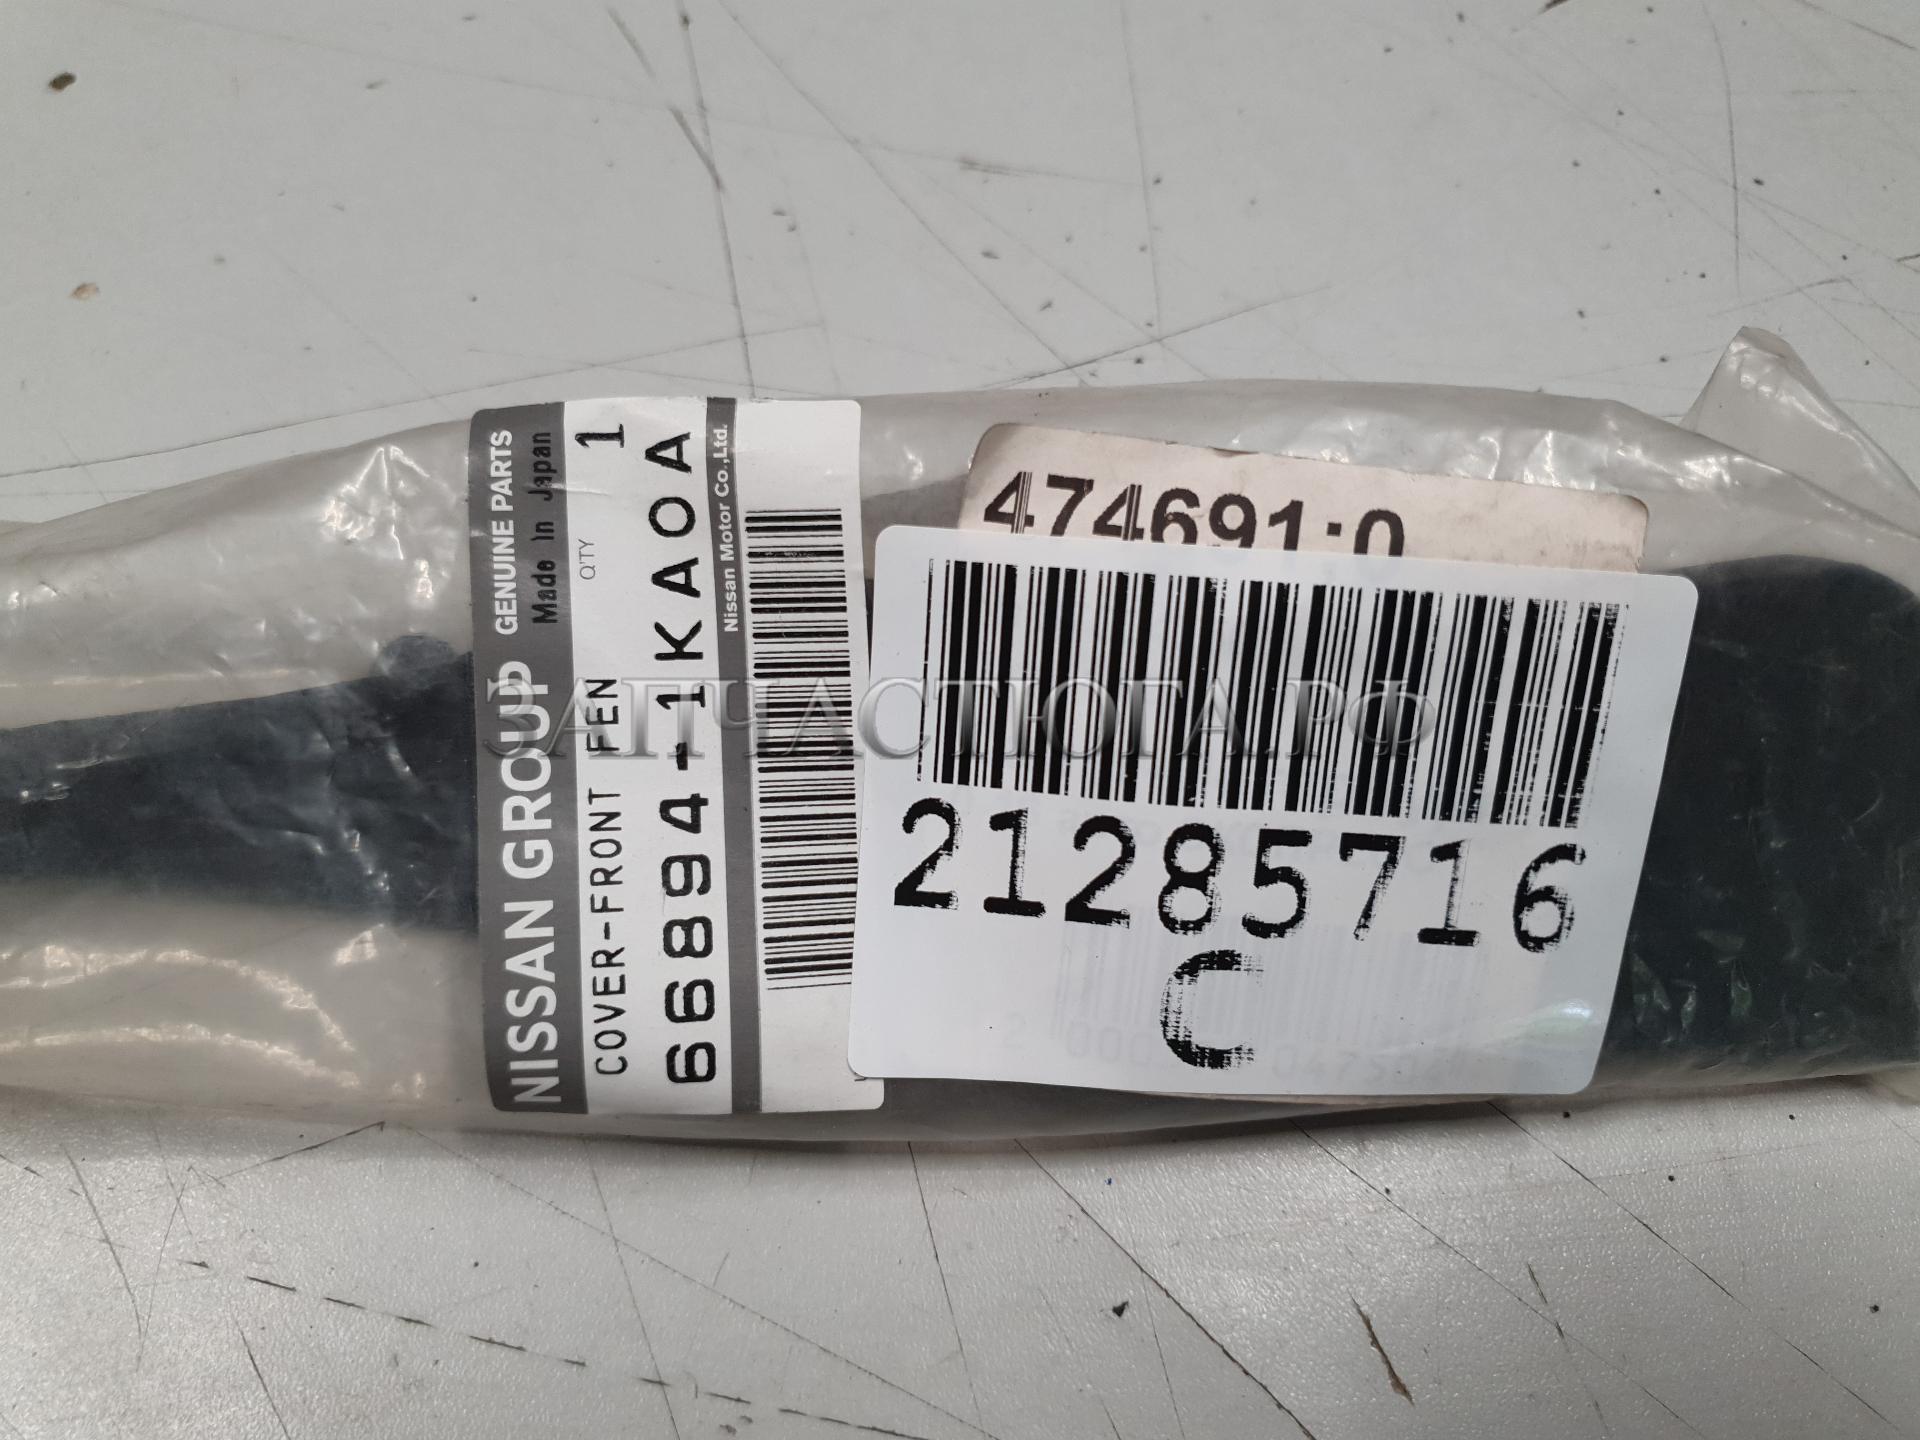 NISSAN GROUP GENUINE PARTS
Made In Japan
QTY
COVER-FRONT FEN 1
66894-1KA0A
Nissan Motor Co.,Ltd.
474691:0
21285716
C
ЗАПЧАСТЮГА.РФ